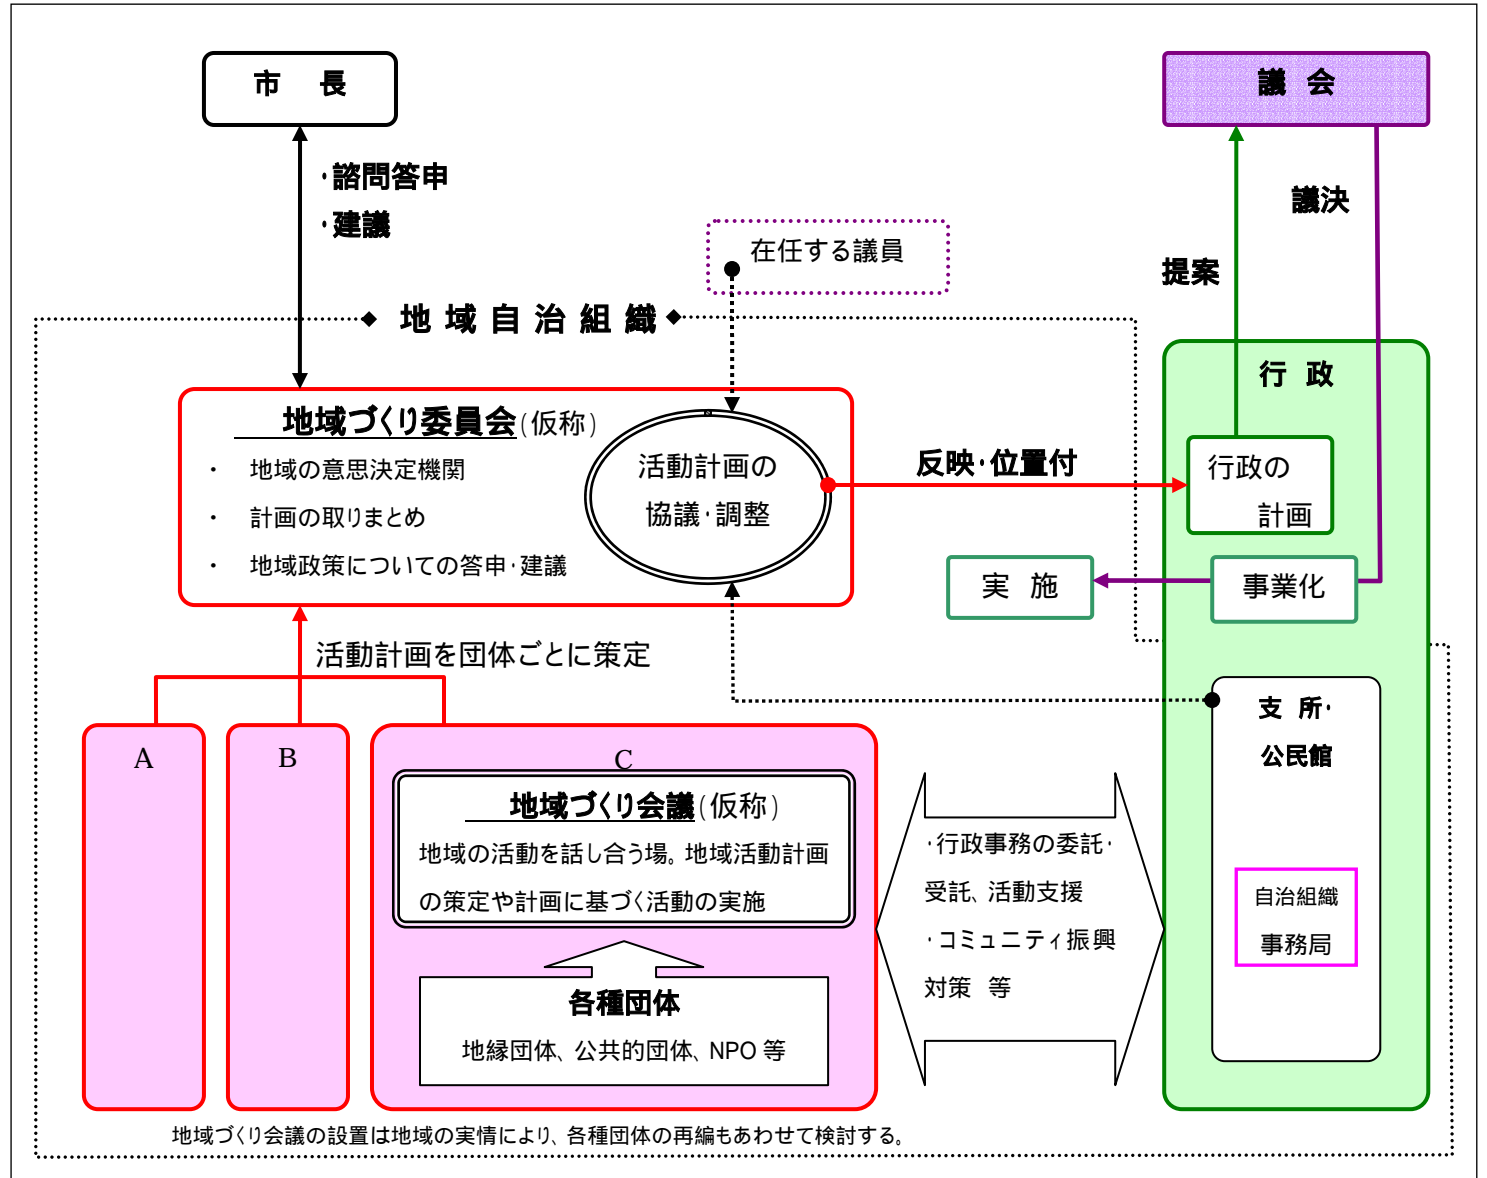 市　長
議 会
・諮問答申
・建議
議決
提案
在任する議員
地 域 自 治 組 織
行 政
地域づくり委員会(仮称)
・ 地域の意思決定機関
・ 計画の取りまとめ
・ 地域政策についての答申・建議
活動計画の
協議・調整
反映・位置付
行政の
計画
実 施
事業化
活動計画を団体ごとに策定
A
B
C
地域づくり会議(仮称)
地域の活動を話し合う場。地域活動計画
の策定や計画に基づく活動の実施
各種団体
地縁団体、公共的団体、NPO 等
・行政事務の委託・
受託、活動支援
・コミュニティ振興
対策 等
支 所・
公民館
自治組織
事務局
地域づくり会議の設置は地域の実情により、各種団体の再編もあわせて検討する。